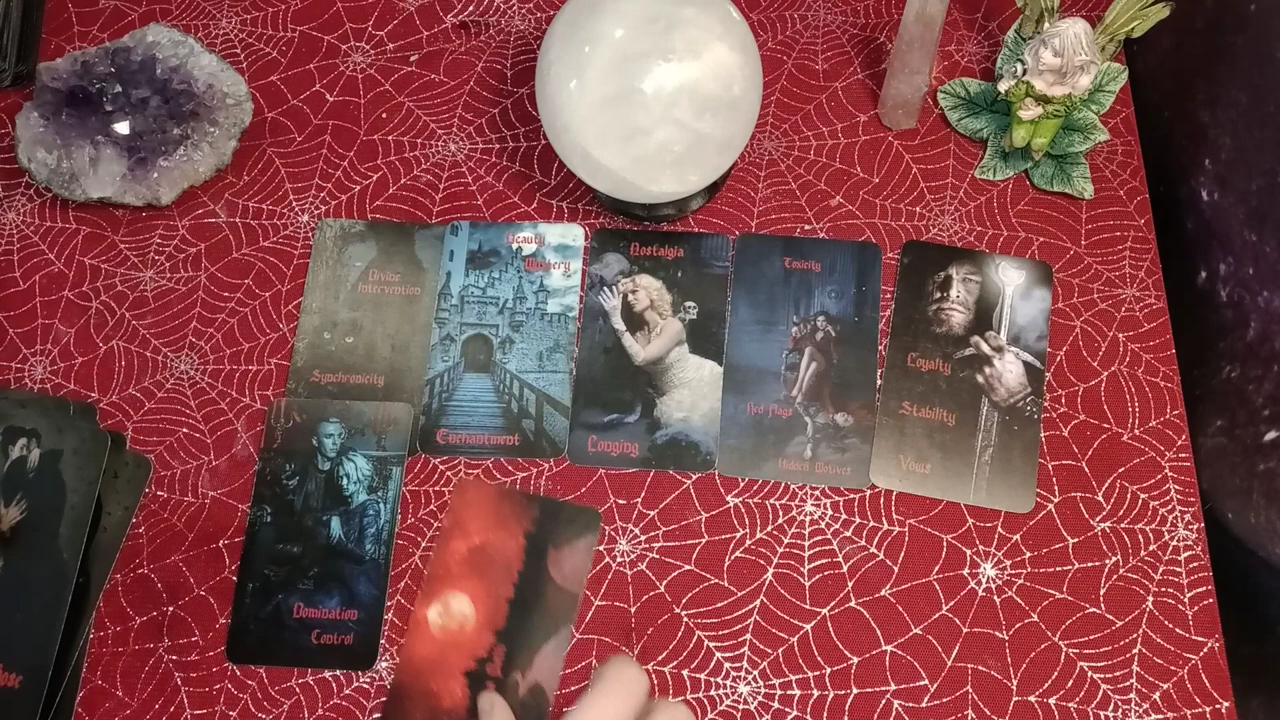 Divine
Intervention
Synchronicity
Beauty
Mystery
Enchantment
Nostalgia
Longing
Toxicity
Red Flags
Hidden Motives
Loyalty
Stability
Vows
Domination
Control